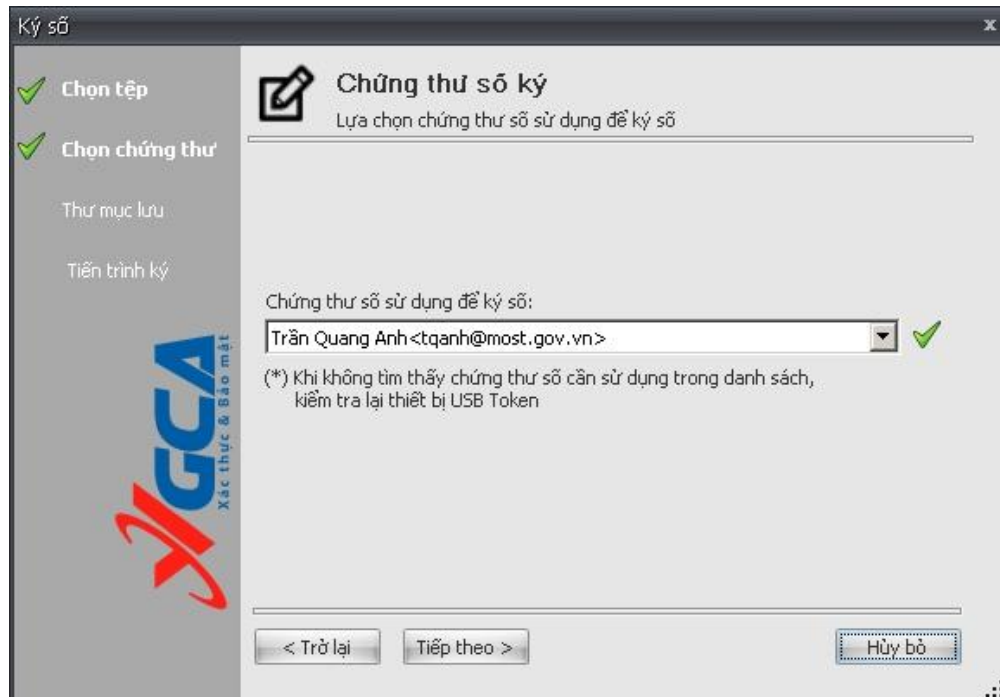 Ký số
x
Chọn tệp
Chọn chứng thư
Thư mục lưu
Tiến trình ký
VGCA
Xác thực & Bảo mật
Chứng thư số ký
Lựa chọn chứng thư số sử dụng để ký số
Chứng thư số sử dụng để ký số:
Trần Quang Anh<tqanh@most.gov.vn>
(*) Khi không tìm thấy chứng thư số cần sử dụng trong danh sách,
kiểm tra lại thiết bị USB Token
< Trở lại
Tiếp theo >
Hủy bỏ